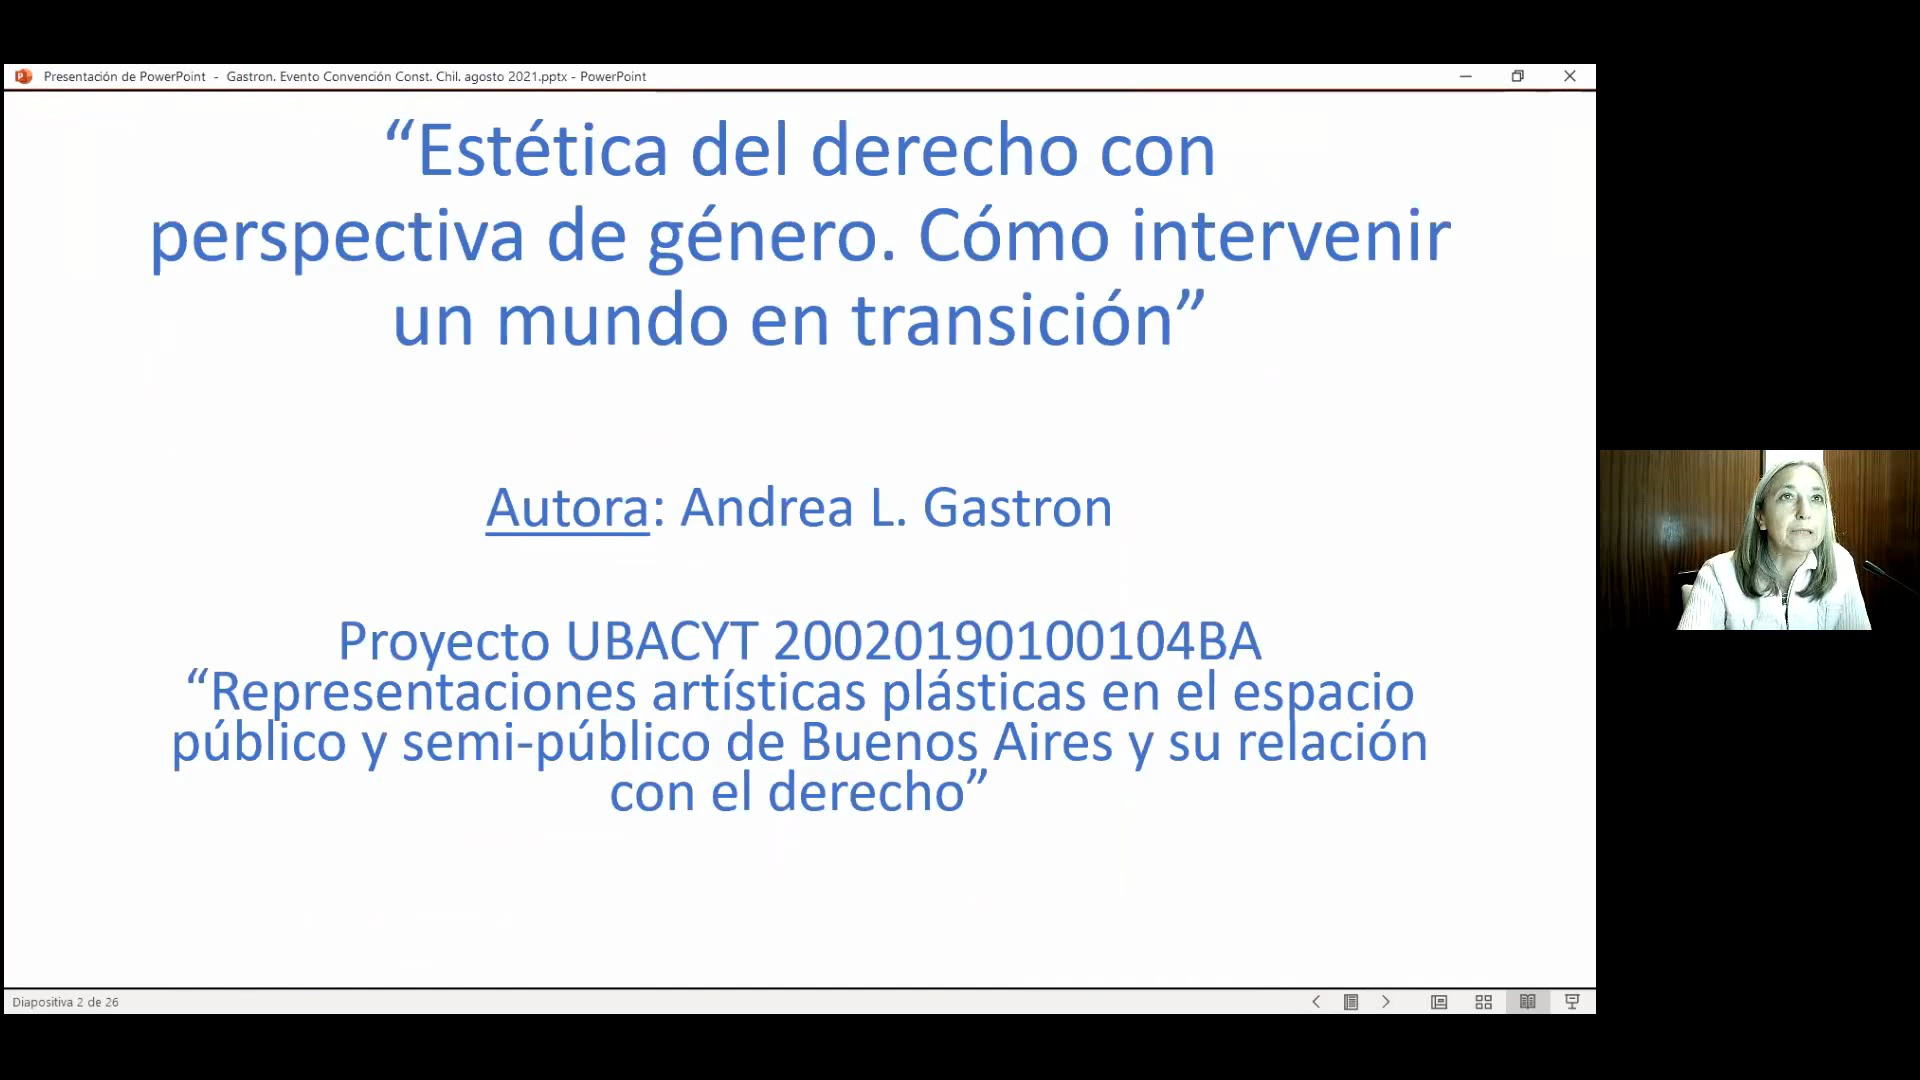 Presentación de PowerPoint - Gastron. Evento Convención Const. Chil. agosto 2021.pptx - PowerPoint
“Estética del derecho con
perspectiva de género. Cómo intervenir
un mundo en transición”
Autora: Andrea L. Gastron
Proyecto UBACYT 20020190100104BA
“Representaciones artísticas plásticas en el espacio
público y semi-público de Buenos Aires y su relación
con el derecho”
Diapositiva 2 de 26